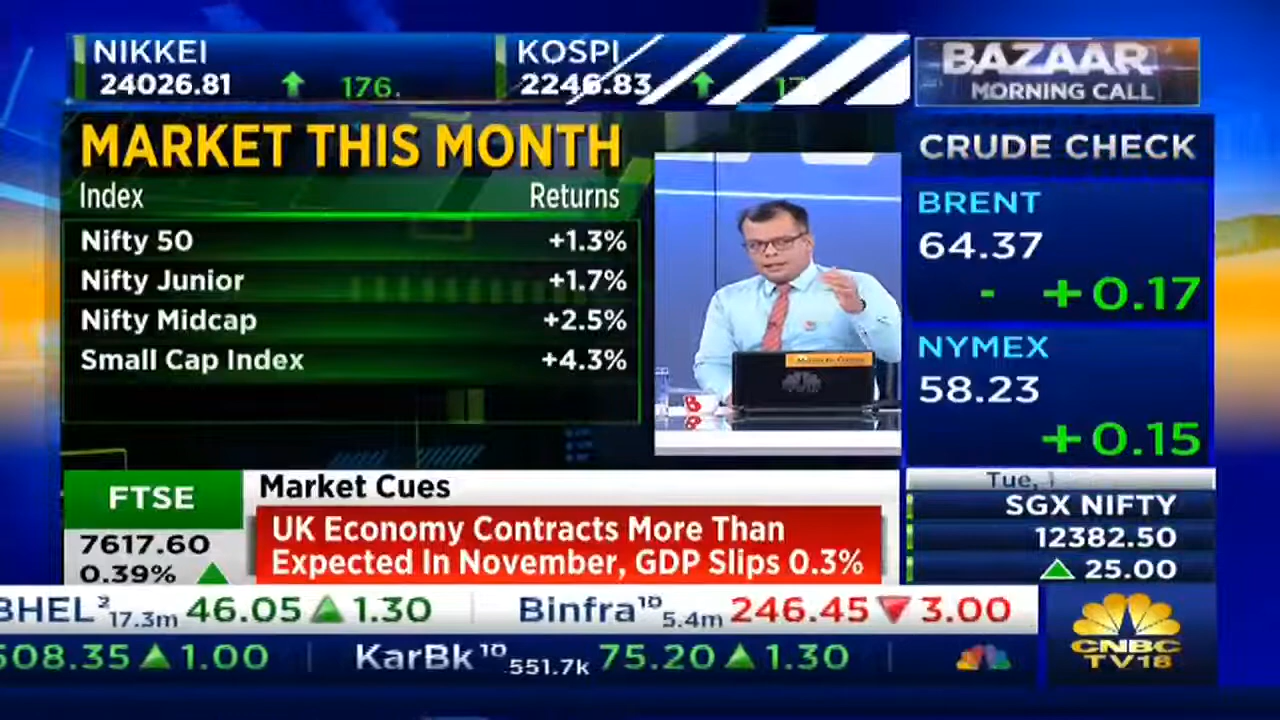 NIKKEI
24026.81 176.
KOSPI
2246.83 17
BAZAAR
MORNING CALL
MARKET THIS MONTH
Index Returns
Nifty 50 +1.3%
Nifty Junior +1.7%
Nifty Midcap +2.5%
Small Cap Index +4.3%
CRUDE CHECK
BRENT
64.37
- +0.17
NYMEX
58.23
+0.15
FTSE
7617.60
0.39%
Market Cues
UK Economy Contracts More Than
Expected In November, GDP Slips 0.3%
Tue,
SGX NIFTY
12382.50
25.00
BHEL 2 17.3m 46.05 1.30 Binfra 10 5.4m 246.45 3.00
508.35 1.00 KarBk 10 551.7k 75.20 1.30
CNBC
TV18